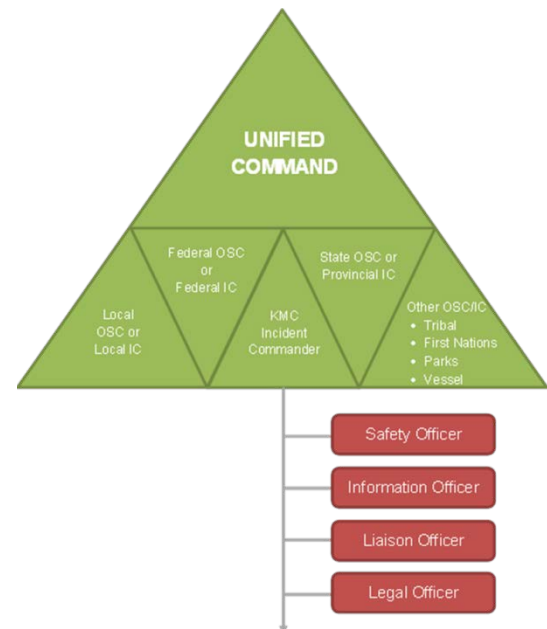 UNIFIED
COMMAND
Federal OSC
or
Federal IC
State OSC or
Provincial IC
Local
OSC or
Local IC
KMC
Incident
Commander
Other OSC/IC
• Tribal
• First Nations
• Parks
• Vessel
Safety Officer
Information Officer
Liaison Officer
Legal Officer